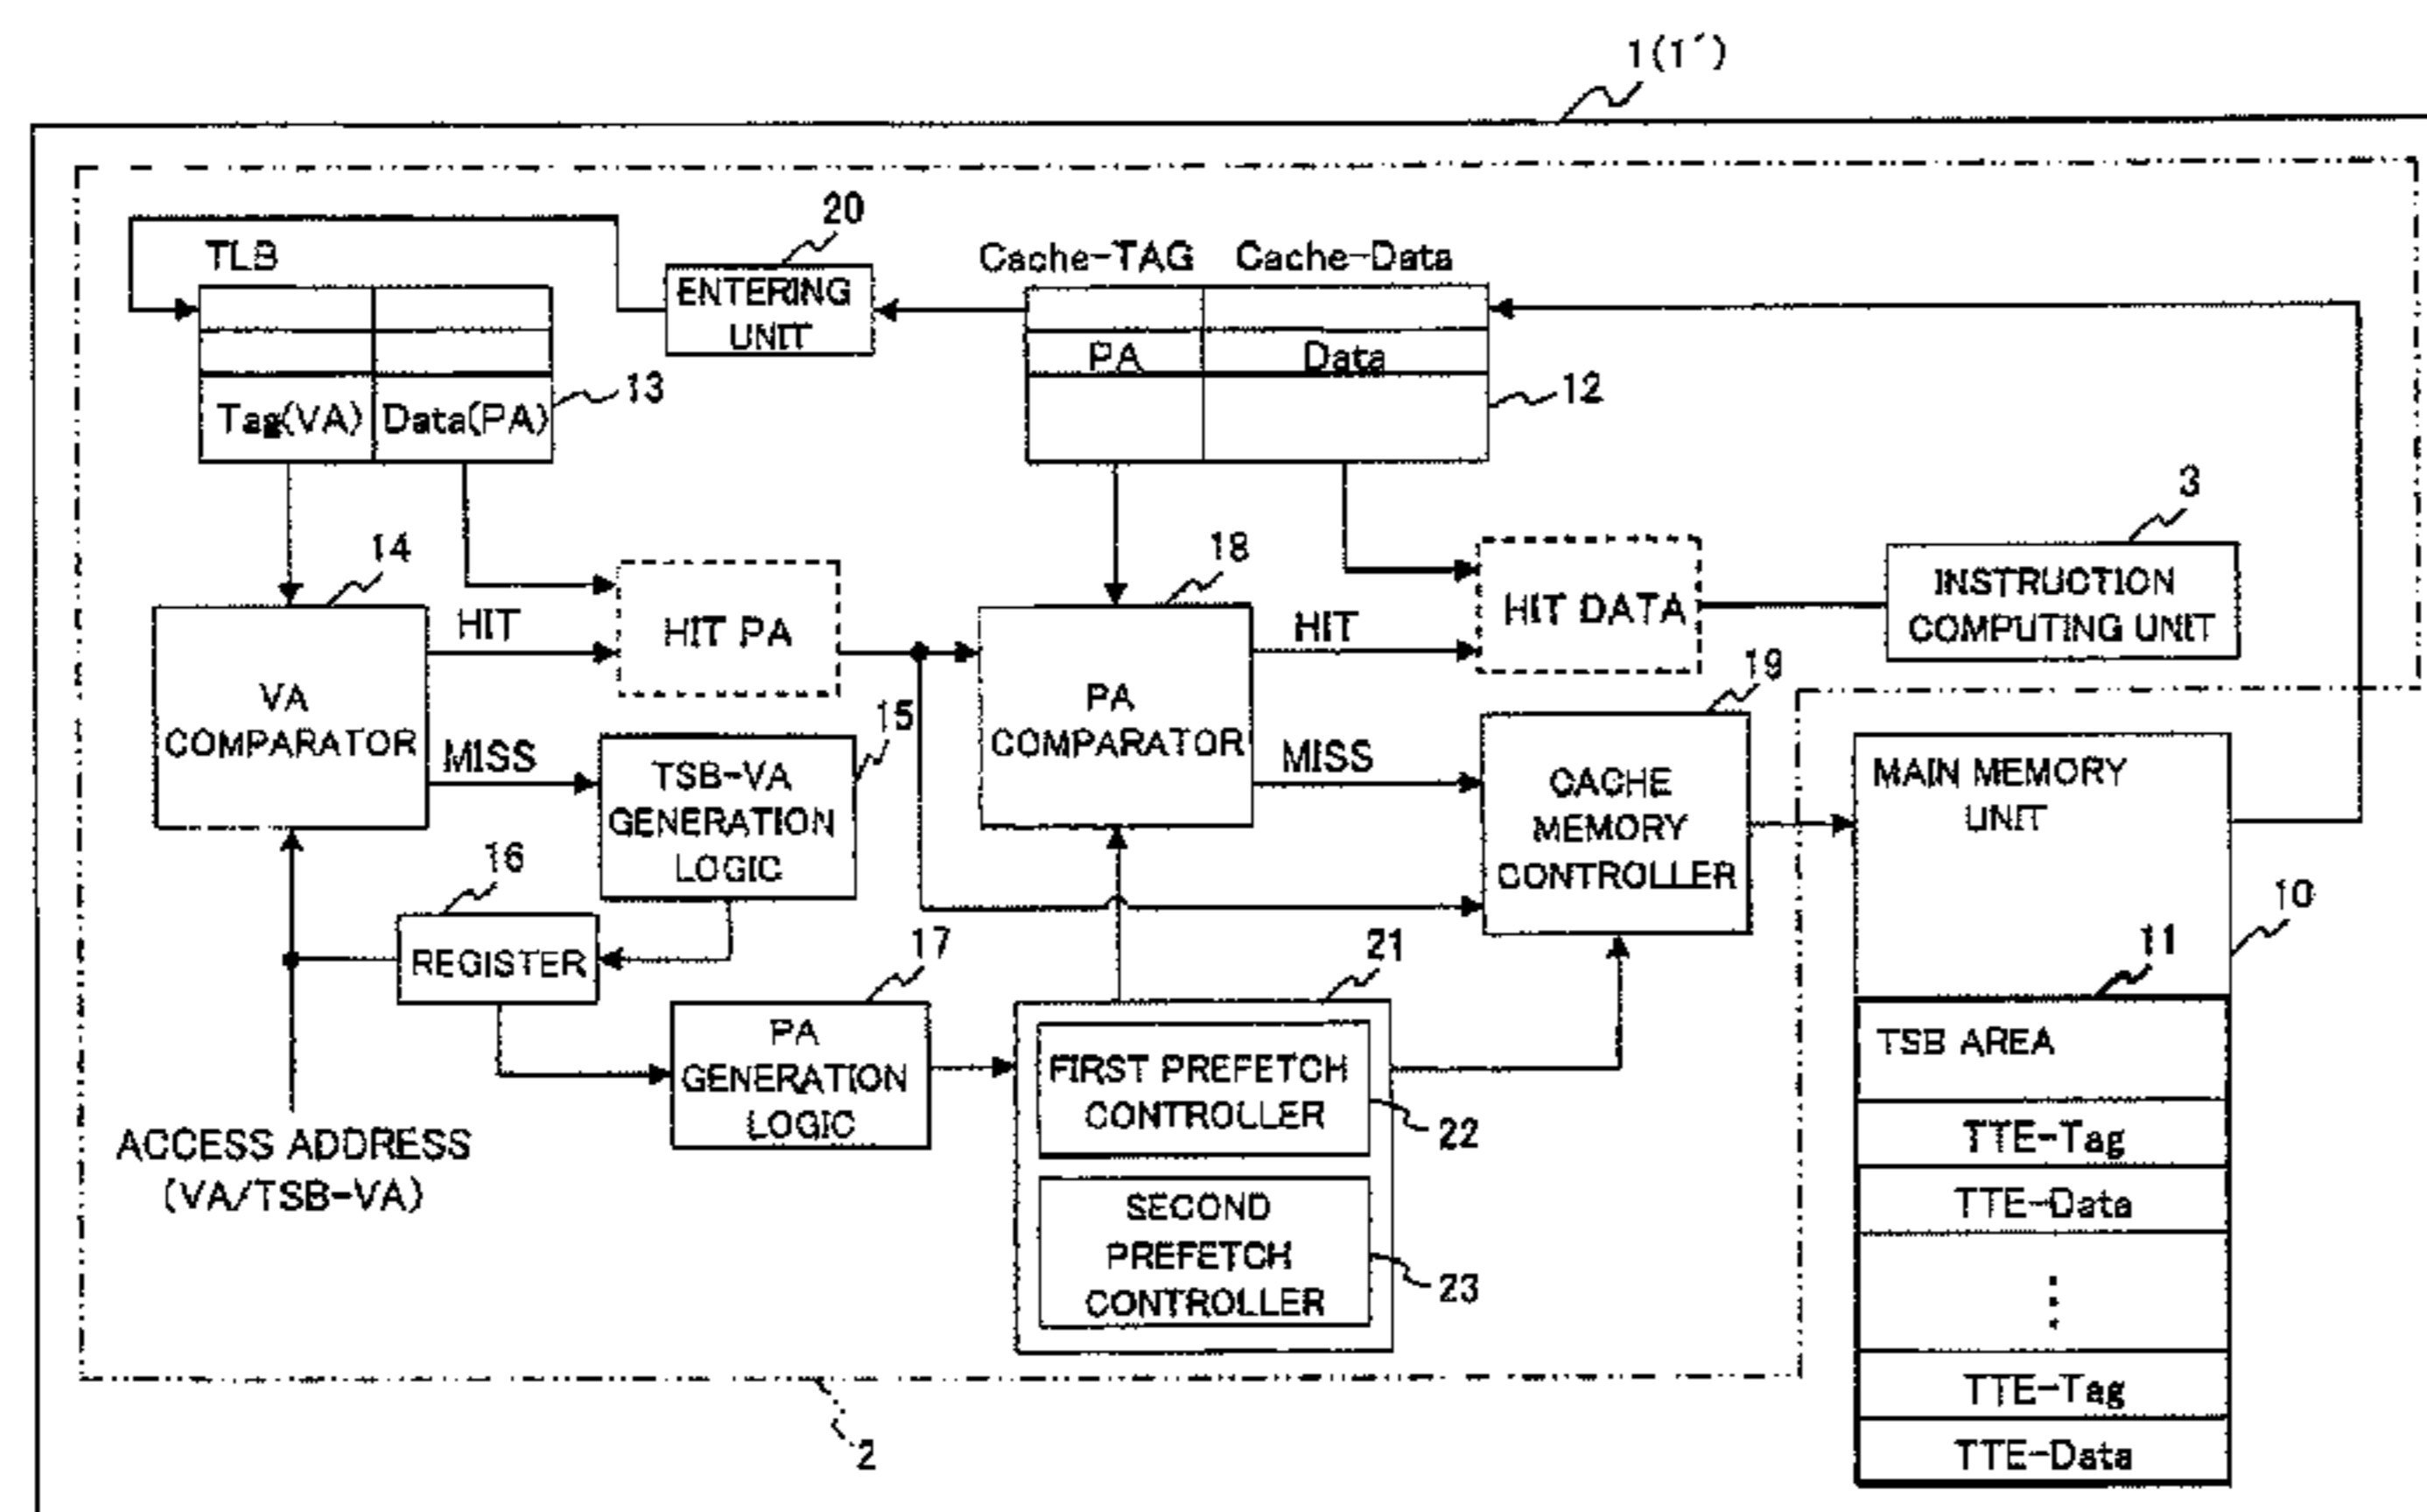 1(1´)
20
TLB
Cache-TAG Cache-Data
ENTERING
UNIT
PA Data
13
12
Tag(VA) Data(PA)
3
14
18
HIT
HIT PA
HIT
HIT DATA
INSTRUCTION
COMPUTING UNIT
19
VA
COMPARATOR
15
PA
COMPARATOR
MISS
TSB-VA
GENERATION
LOGIC
MISS
CACHE
MEMORY
CONTROLLER
MAIN MEMORY
UNIT
16
10
REGISTER
17
21
11
PA
GENERATION
LOGIC
FIRST PREFETCH
CONTROLLER
22
TSB AREA
ACCESS ADDRESS
(VA/TSB-VA)
TTE-Tag
TTE-Data
SECOND
PREFETCH
CONTROLLER
23
⋮
TTE-Tag
TTE-Data
2